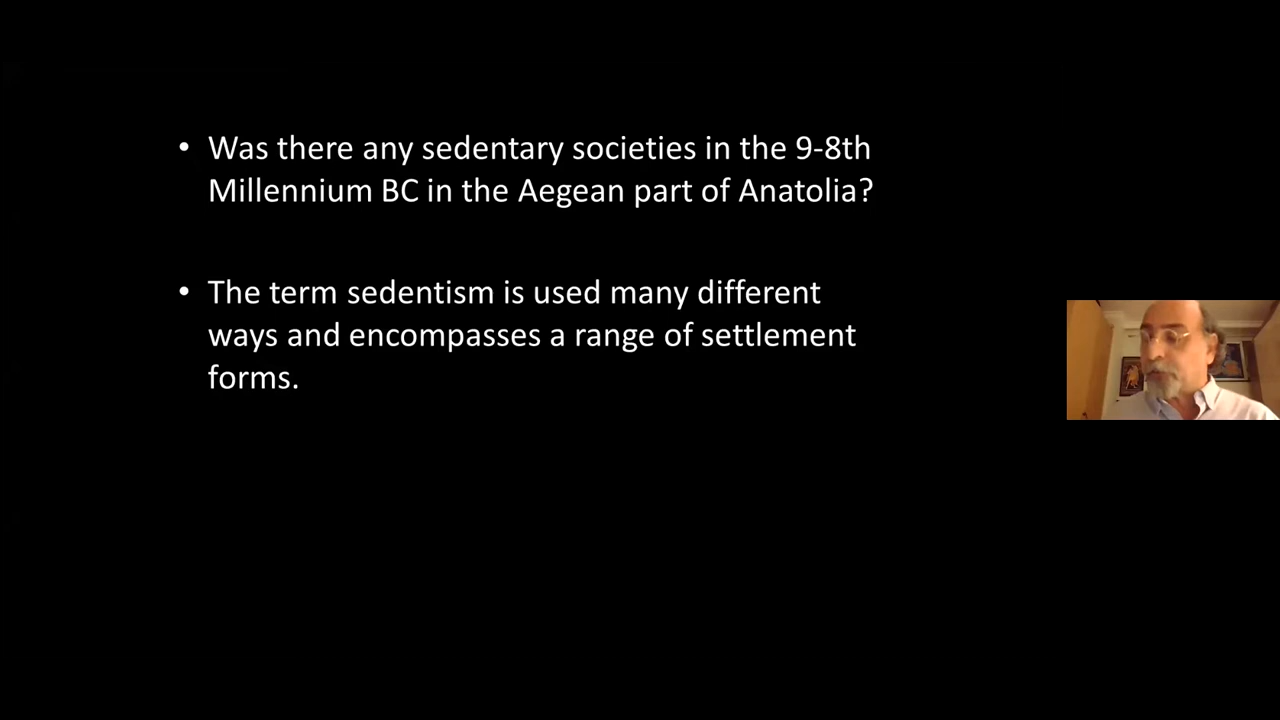 • Was there any sedentary societies in the 9-8th
Millennium BC in the Aegean part of Anatolia?
• The term sedentism is used many different
ways and encompasses a range of settlement
forms.